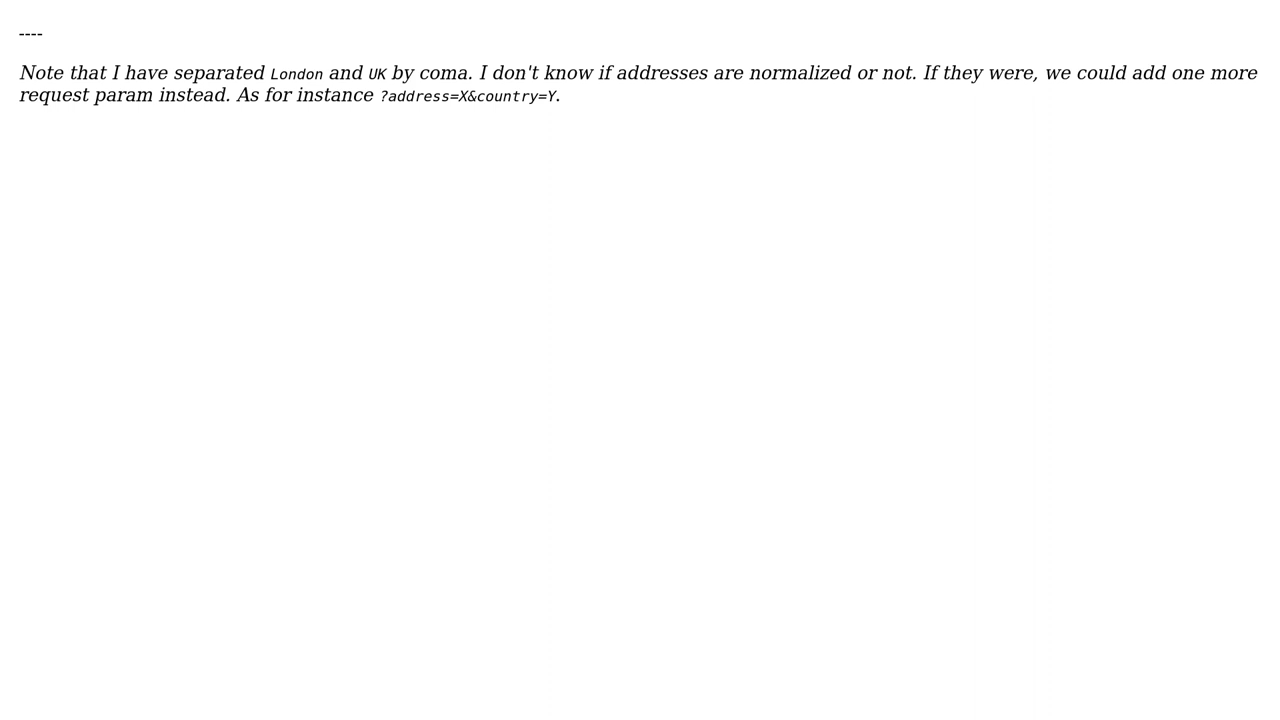 ----
Note that I have separated London and UK by coma. I don't know if addresses are normalized or not. If they were, we could add one more
request param instead. As for instance ?address=X&country=Y.